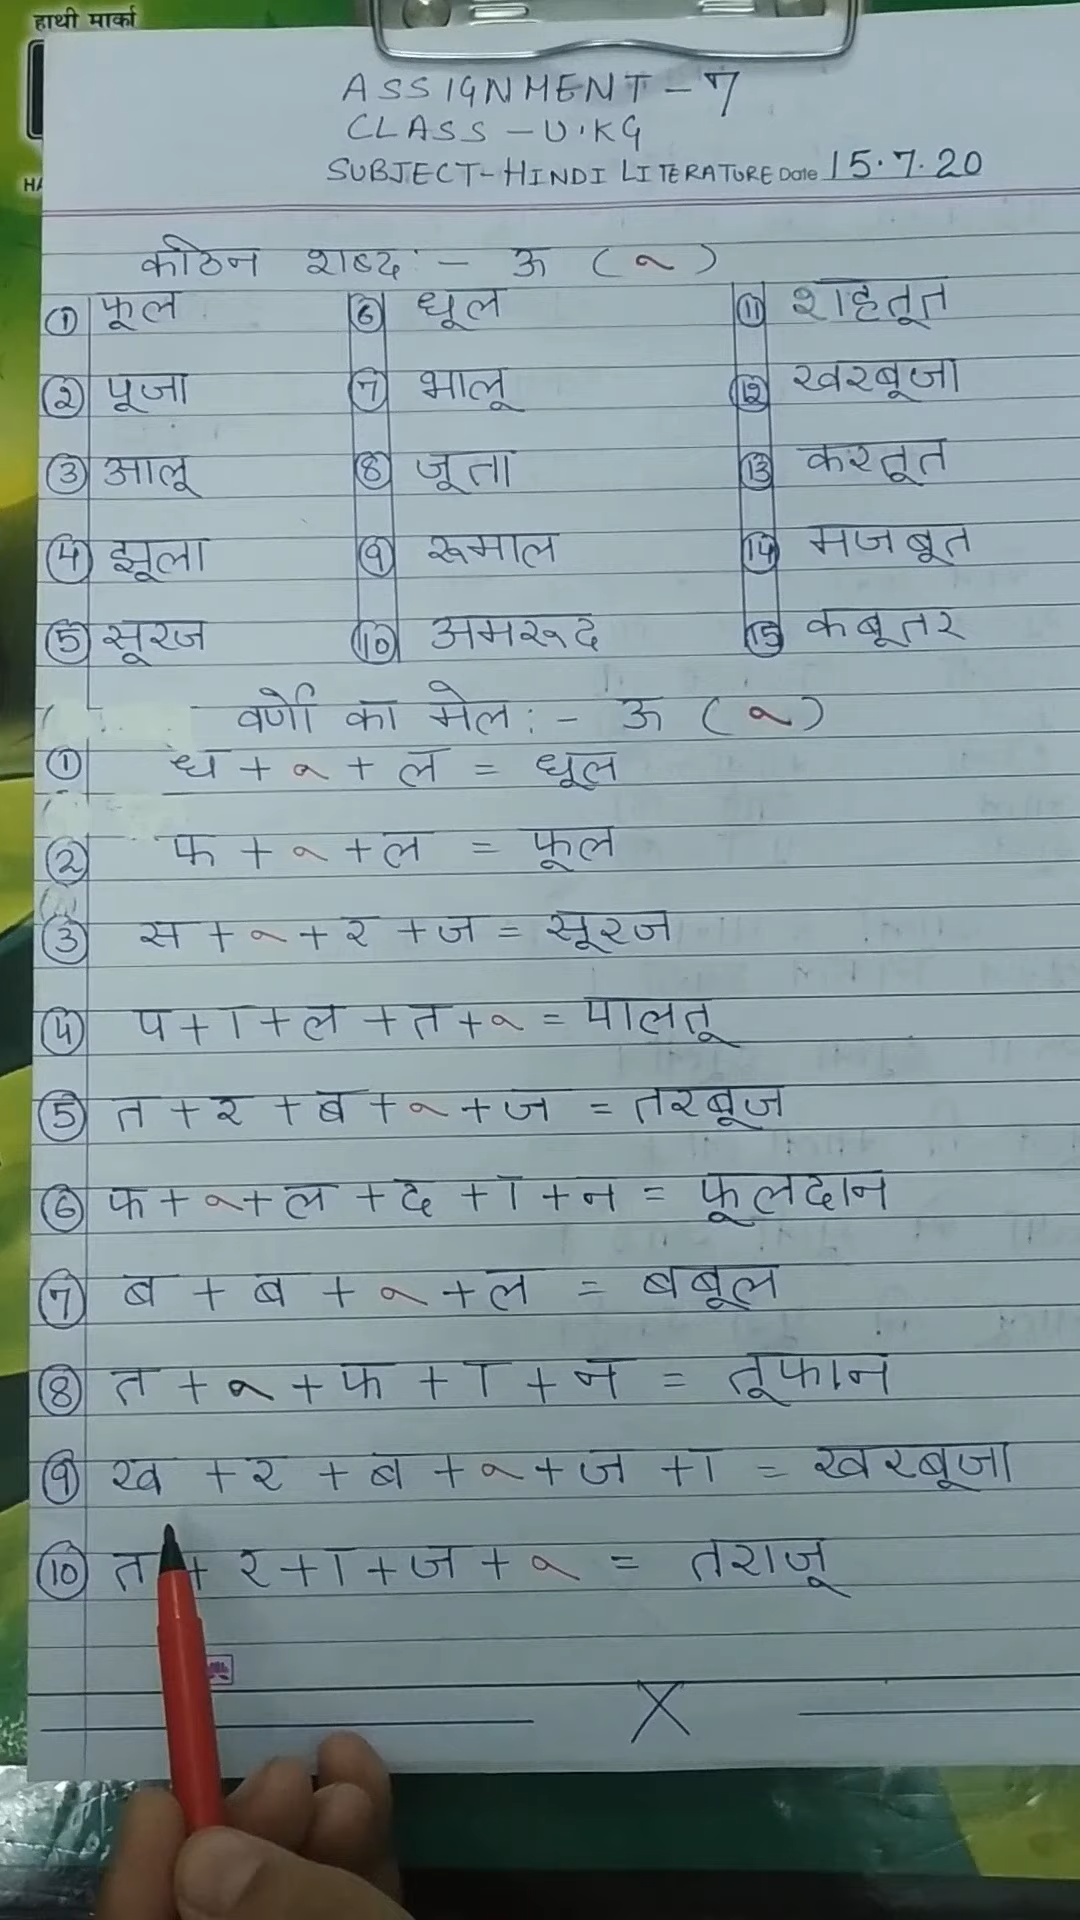 हाथी मार्का
ASSIGNMENT - 7
CLASS - U.KG
SUBJECT - HINDI LITERATURE Date 15.7.20
कठिन शब्द :- ऊ ( ू )
① फूल ⑥ धूल ⑪ शहतूत
② पूजा ⑦ भालू ⑫ खरबूजा
③ आलू ⑧ जूता ⑬ करतूत
④ झूला ⑨ रूमाल ⑭ मजबूत
⑤ सूरज ⑩ अमरूद ⑮ कबूतर
वर्णो का मेल :- ऊ ( ू )
① ध + ू + ल = धूल
② फ + ू + ल = फूल
③ स + ू + र + ज = सूरज
④ प + ा + ल + त + ू = पालतू
⑤ त + र + ब + ू + ज = तरबूज
⑥ फ + ू + ल + द + ा + न = फूलदान
⑦ ब + ब + ू + ल = बबूल
⑧ त + ू + फ + ा + न = तूफान
⑨ ख + र + ब + ू + ज + ा = खरबूजा
⑩ त + र + ा + ज + ू = तराजू
X